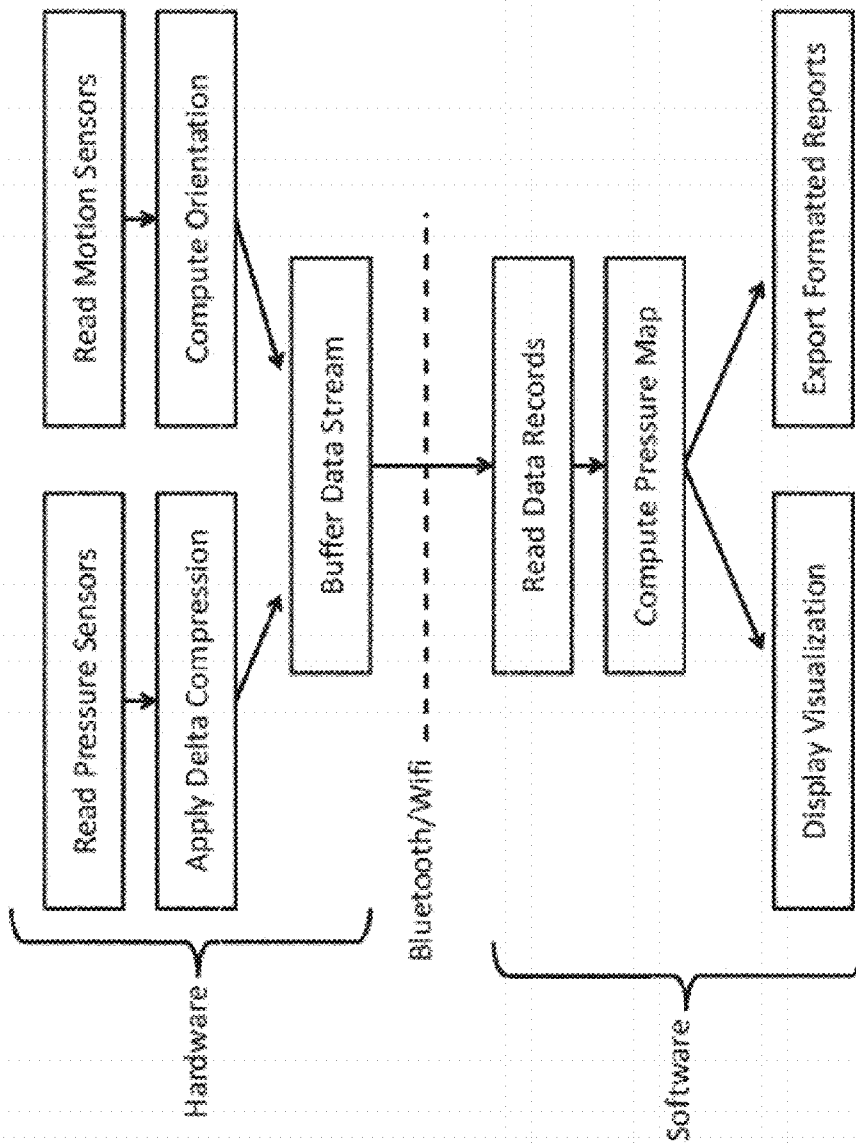 Read Pressure Sensors
Read Motion Sensors
Apply Delta Compression
Compute Orientation
Hardware
Buffer Data Stream
Bluetooth/Wifi
Read Data Records
Compute Pressure Map
Software
Display Visualization
Export Formatted Reports